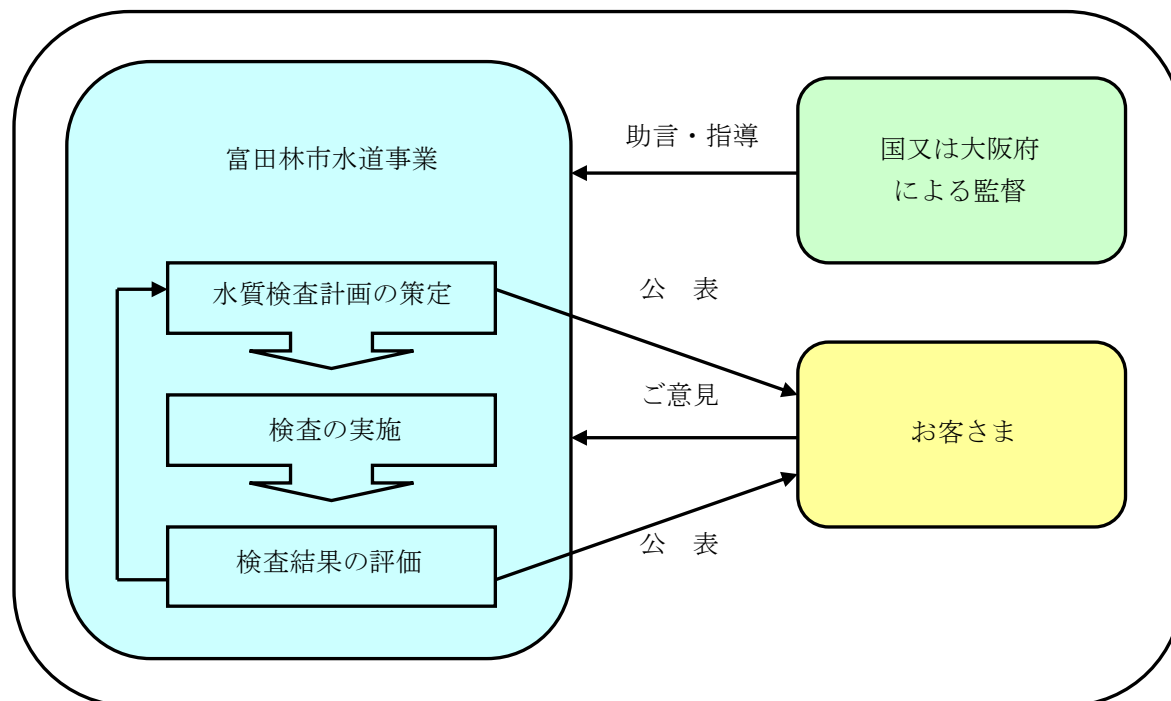 富田林市水道事業
助言・指導
国又は大阪府
による監督
水質検査計画の策定
公　表
検査の実施
ご意見
お客さま
検査結果の評価
公　表